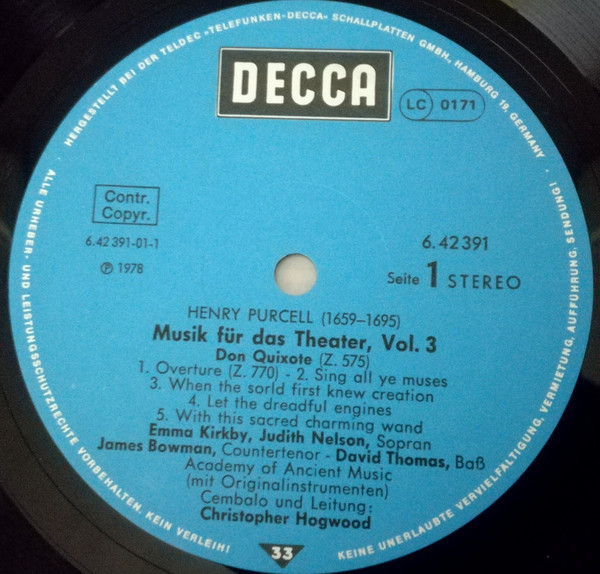 HERGESTELLT BEI DER TELDEC »TELEFUNKEN-DECCA« SCHALLPLATTEN GMBH, HAMBURG 19, GERMANY ·
DECCA
LC 0171
Contr.
Copyr.
6.42391-01-1
℗ 1978
6.42391
Seite 1 STEREO
HENRY PURCELL (1659–1695)
Musik für das Theater, Vol. 3
Don Quixote (Z. 575)
1. Overture (Z. 770) - 2. Sing all ye muses
3. When the sorld first knew creation
4. Let the dreadful engines
5. With this sacred charming wand
Emma Kirkby, Judith Nelson, Sopran
James Bowman, Countertenor - David Thomas, Baß
Academy of Ancient Music
(mit Originalinstrumenten)
Cembalo und Leitung:
Christopher Hogwood
33
ALLE URHEBER- UND LEISTUNGSSCHUTZRECHTE VORBEHALTEN, KEIN VERLEIH!
KEINE UNERLAUBTE VERVIELFÄLTIGUNG, VERMIETUNG, AUFFÜHRUNG, SENDUNG!